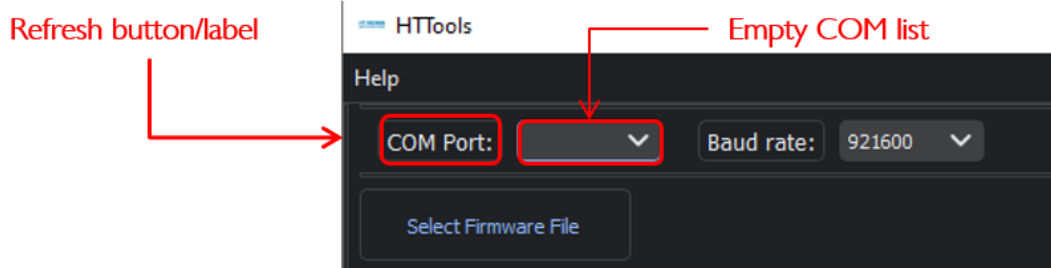 Refresh button/label
HTTools
Empty COM list
Help
COM Port:
Baud rate:
921600
Select Firmware File